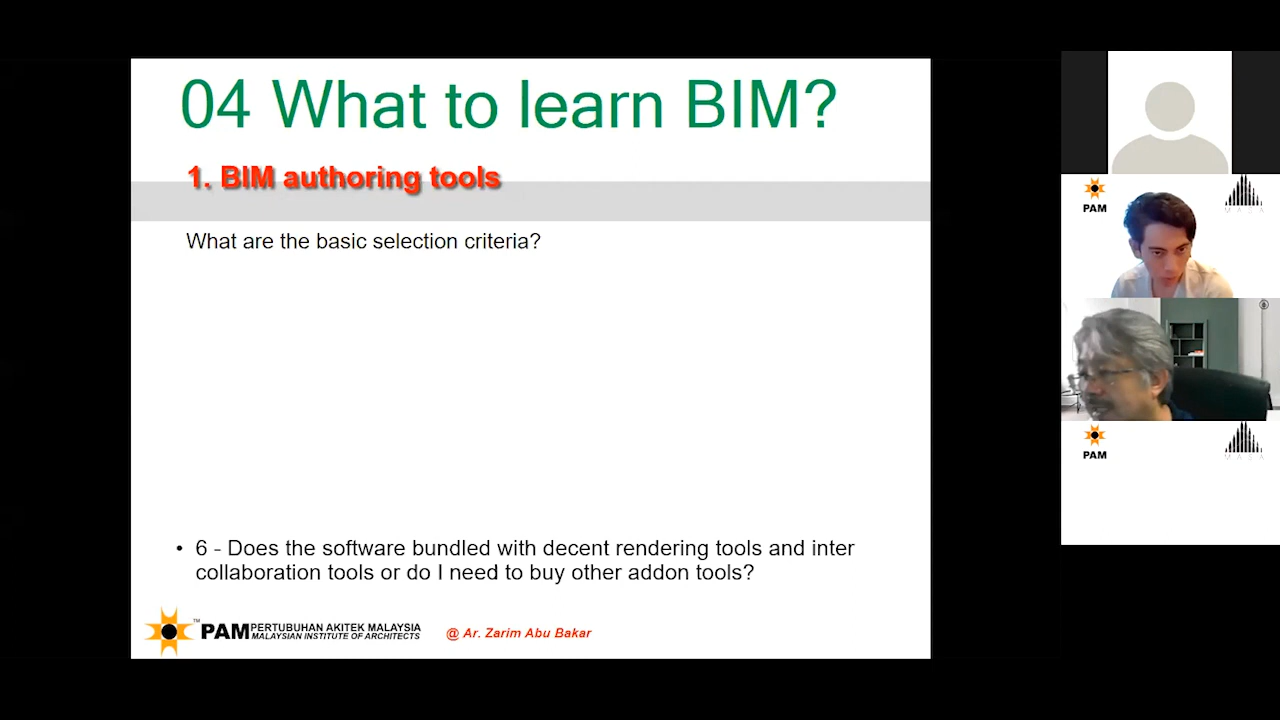 04 What to learn BIM?
1. BIM authoring tools
What are the basic selection criteria?
• 6 - Does the software bundled with decent rendering tools and inter
collaboration tools or do I need to buy other addon tools?
PAM™ PERTUBUHAN AKITEK MALAYSIA
MALAYSIAN INSTITUTE OF ARCHITECTS
@ Ar. Zarim Abu Bakar
PAM
PAM